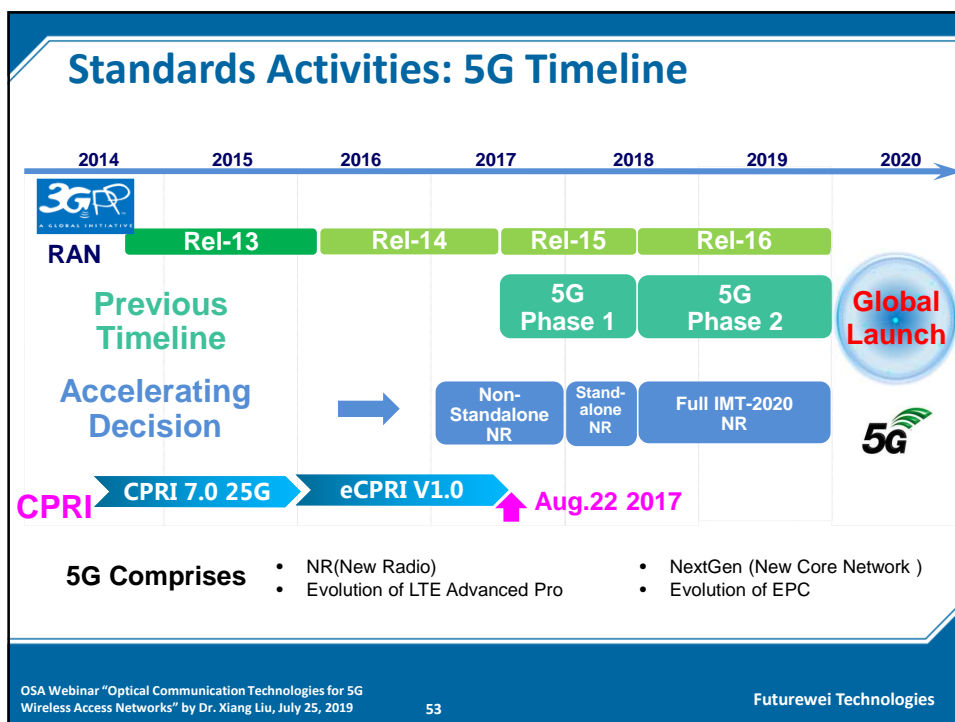 Standards Activities: 5G Timeline
2014 2015 2016 2017 2018 2019 2020
3GPP
A GLOBAL INITIATIVE
RAN
Rel-13 Rel-14 Rel-15 Rel-16
Previous
Timeline
5G
Phase 1
5G
Phase 2
Global
Launch
Accelerating
Decision
Non-
Standalone
NR
Stand-
alone
NR
Full IMT-2020
NR
5G
CPRI
CPRI 7.0 25G
eCPRI V1.0
Aug.22 2017
5G Comprises
• NR(New Radio)
• Evolution of LTE Advanced Pro
• NextGen (New Core Network )
• Evolution of EPC
OSA Webinar “Optical Communication Technologies for 5G
Wireless Access Networks” by Dr. Xiang Liu, July 25, 2019
53
Futurewei Technologies